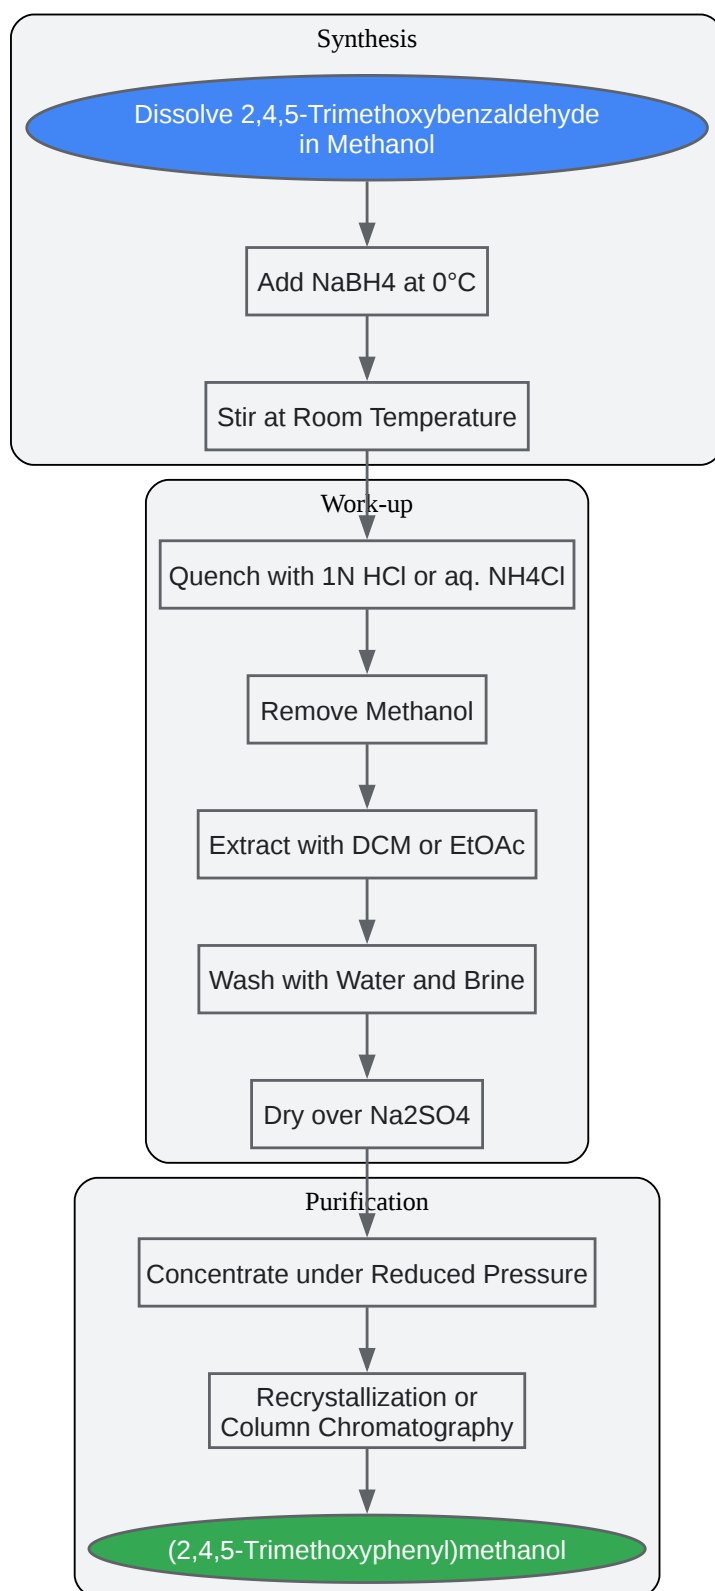 Synthesis
Dissolve 2,4,5-Trimethoxybenzaldehyde
in Methanol
Add NaBH4 at 0°C
Stir at Room Temperature
Work-up
Quench with 1N HCl or aq. NH4Cl
Remove Methanol
Extract with DCM or EtOAc
Wash with Water and Brine
Dry over Na2SO4
Purification
Concentrate under Reduced Pressure
Recrystallization or
Column Chromatography
(2,4,5-Trimethoxyphenyl)methanol